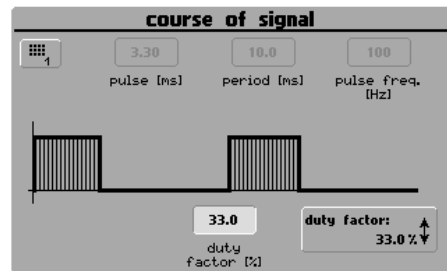 course of signal
1
3.30
10.0
100
pulse [ms]
period [ms]
pulse freq.
[Hz]
33.0
duty
factor [%]
duty factor:
33.0%